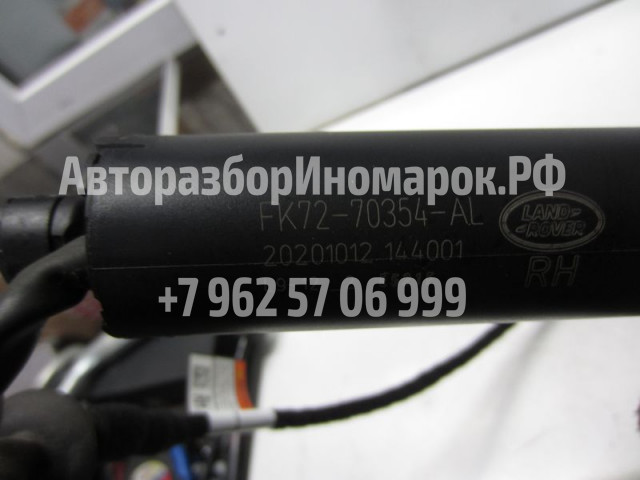 АвторазборИномарок.РФ
FK72-70354-AL
LAND-
-ROVER
20201012 144001
RH
+7 962 57 06 999